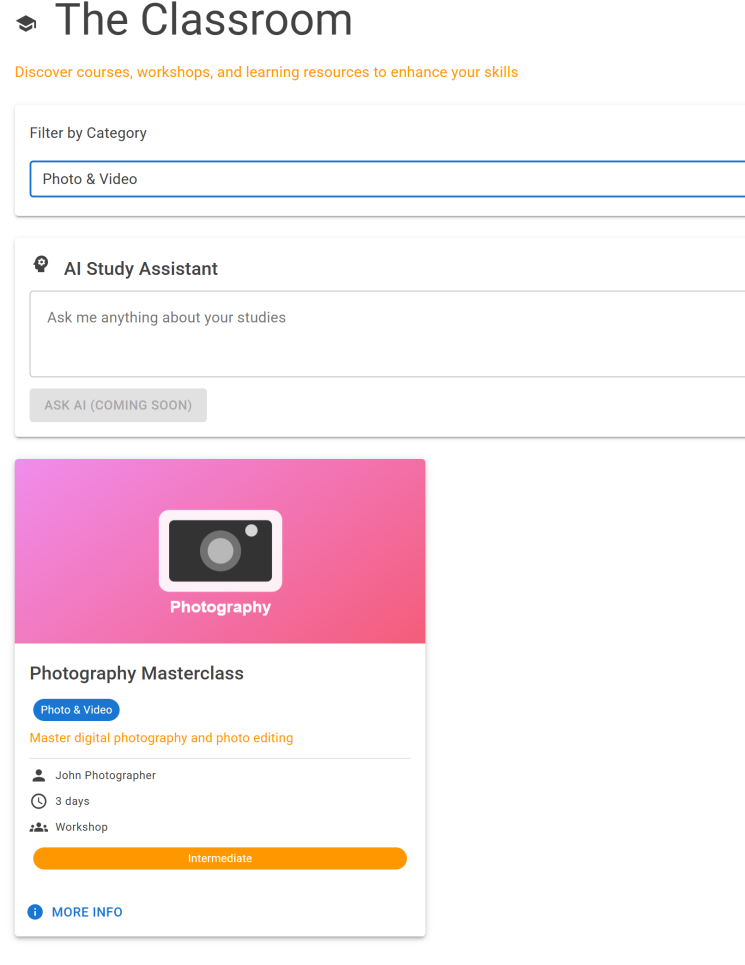 The Classroom
Discover courses, workshops, and learning resources to enhance your skills
Filter by Category
Photo & Video
AI Study Assistant
Ask me anything about your studies
ASK AI (COMING SOON)
Photography
Photography Masterclass
Photo & Video
Master digital photography and photo editing
John Photographer
3 days
Workshop
Intermediate
MORE INFO